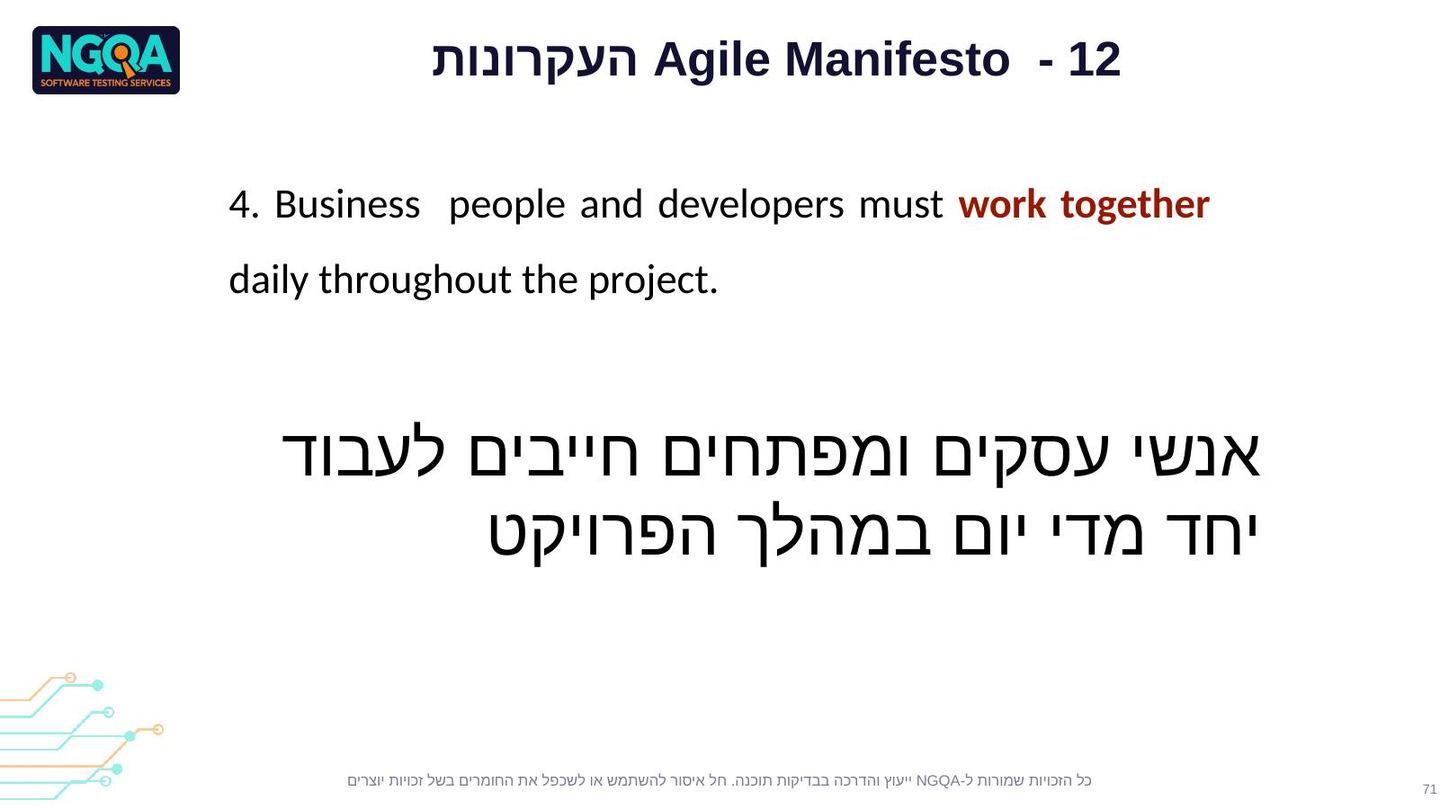 NGQA
SOFTWARE TESTING SERVICES
העקרונות Agile Manifesto - 12
4. Business people and developers must work together
daily throughout the project.
אנשי עסקים ומפתחים חייבים לעבוד
יחד מדי יום במהלך הפרויקט
כל הזכויות שמורות ל-NGQA ייעוץ והדרכה בבדיקות תוכנה. חל איסור להשתמש או לשכפל את החומרים בשל זכויות יוצרים
71